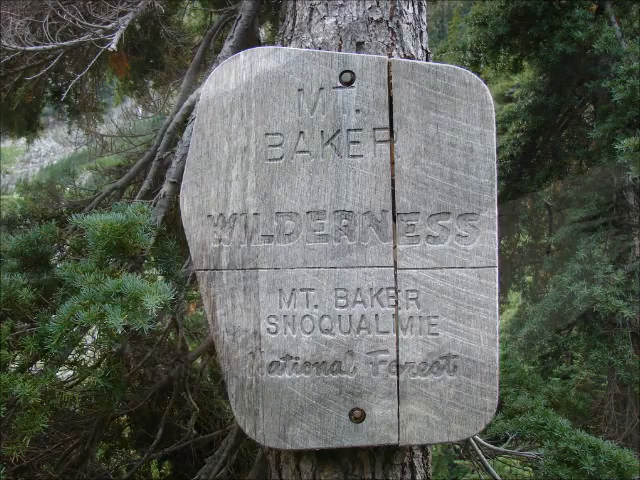 MT.
BAKER
WILDERNESS
MT. BAKER
SNOQUALMIE
National Forest